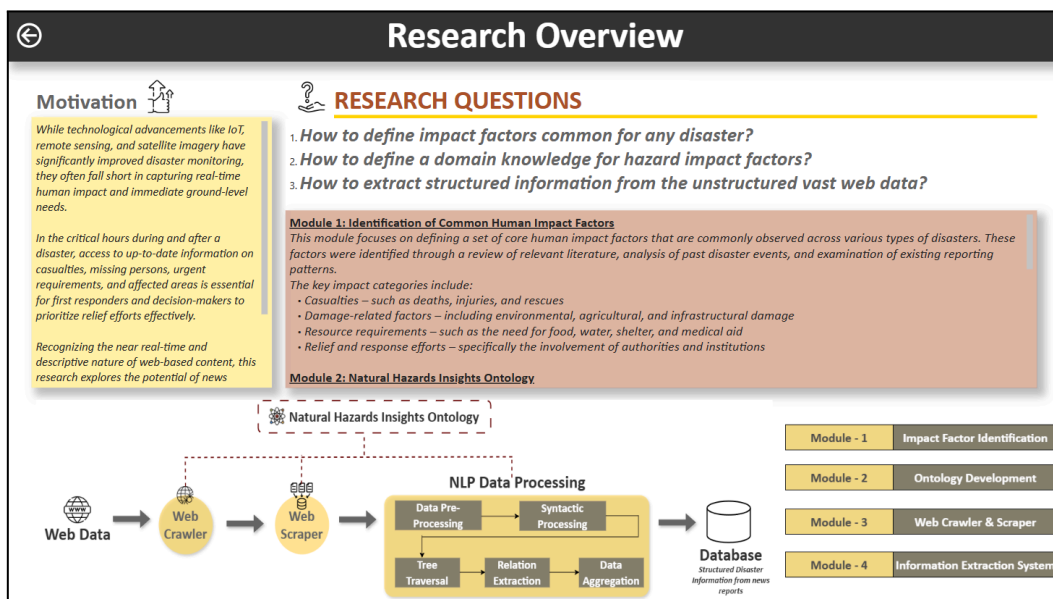 Research Overview
Motivation
While technological advancements like IoT,
remote sensing, and satellite imagery have
significantly improved disaster monitoring,
they often fall short in capturing real-time
human impact and immediate ground-level
needs.
In the critical hours during and after a
disaster, access to up-to-date information on
casualties, missing persons, urgent
requirements, and affected areas is essential
for first responders and decision-makers to
prioritize relief efforts effectively.
Recognizing the near real-time and
descriptive nature of web-based content, this
research explores the potential of news
RESEARCH QUESTIONS
1. How to define impact factors common for any disaster?
2. How to define a domain knowledge for hazard impact factors?
3. How to extract structured information from the unstructured vast web data?
Module 1: Identification of Common Human Impact Factors
This module focuses on defining a set of core human impact factors that are commonly observed across various types of disasters. These
factors were identified through a review of relevant literature, analysis of past disaster events, and examination of existing reporting
patterns.
The key impact categories include:
• Casualties – such as deaths, injuries, and rescues
• Damage-related factors – including environmental, agricultural, and infrastructural damage
• Resource requirements – such as the need for food, water, shelter, and medical aid
• Relief and response efforts – specifically the involvement of authorities and institutions
Module 2: Natural Hazards Insights Ontology
Natural Hazards Insights Ontology
WWW
Web Data
Web
Crawler
Web
Scraper
NLP Data Processing
Data Pre-
Processing
Syntactic
Processing
Tree
Traversal
Relation
Extraction
Data
Aggregation
Database
Structured Disaster
Information from news
reports
Module - 1 Impact Factor Identification
Module - 2 Ontology Development
Module - 3 Web Crawler & Scraper
Module - 4 Information Extraction System